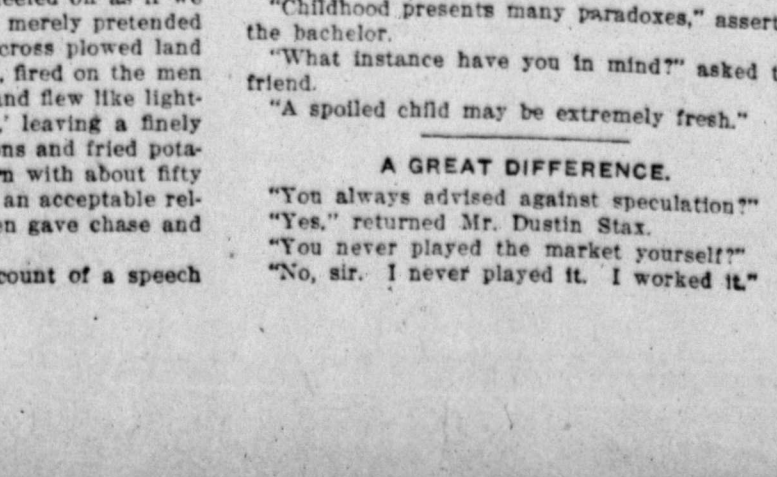 merely pretended
cross plowed land
, fired on the men
and flew like light-
,' leaving a finely
ns and fried pota-
with about fifty
an acceptable rel-
en gave chase and
count of a speech
"Childhood presents many paradoxes," assert
the bachelor.
"What instance have you in mind?" asked t
friend.
"A spoiled child may be extremely fresh."
A GREAT DIFFERENCE.
"You always advised against speculation?"
"Yes," returned Mr. Dustin Stax.
"You never played the market yourself?"
"No, sir. I never played it. I worked it."